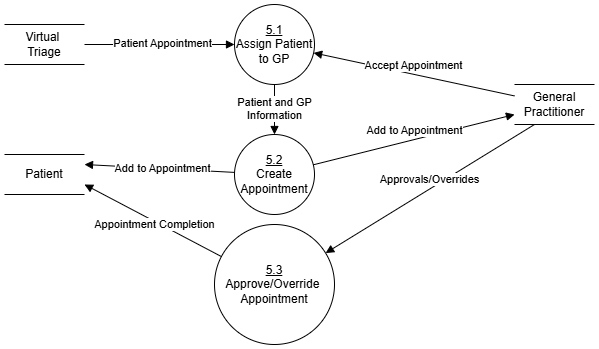 Virtual
Triage
Patient Appointment
5.1
Assign Patient
to GP
Accept Appointment
General
Practitioner
Patient and GP
Information
Add to Appointment
5.2
Create
Appointment
Add to Appointment
Patient
Approvals/Overrides
Appointment Completion
5.3
Approve/Override
Appointment